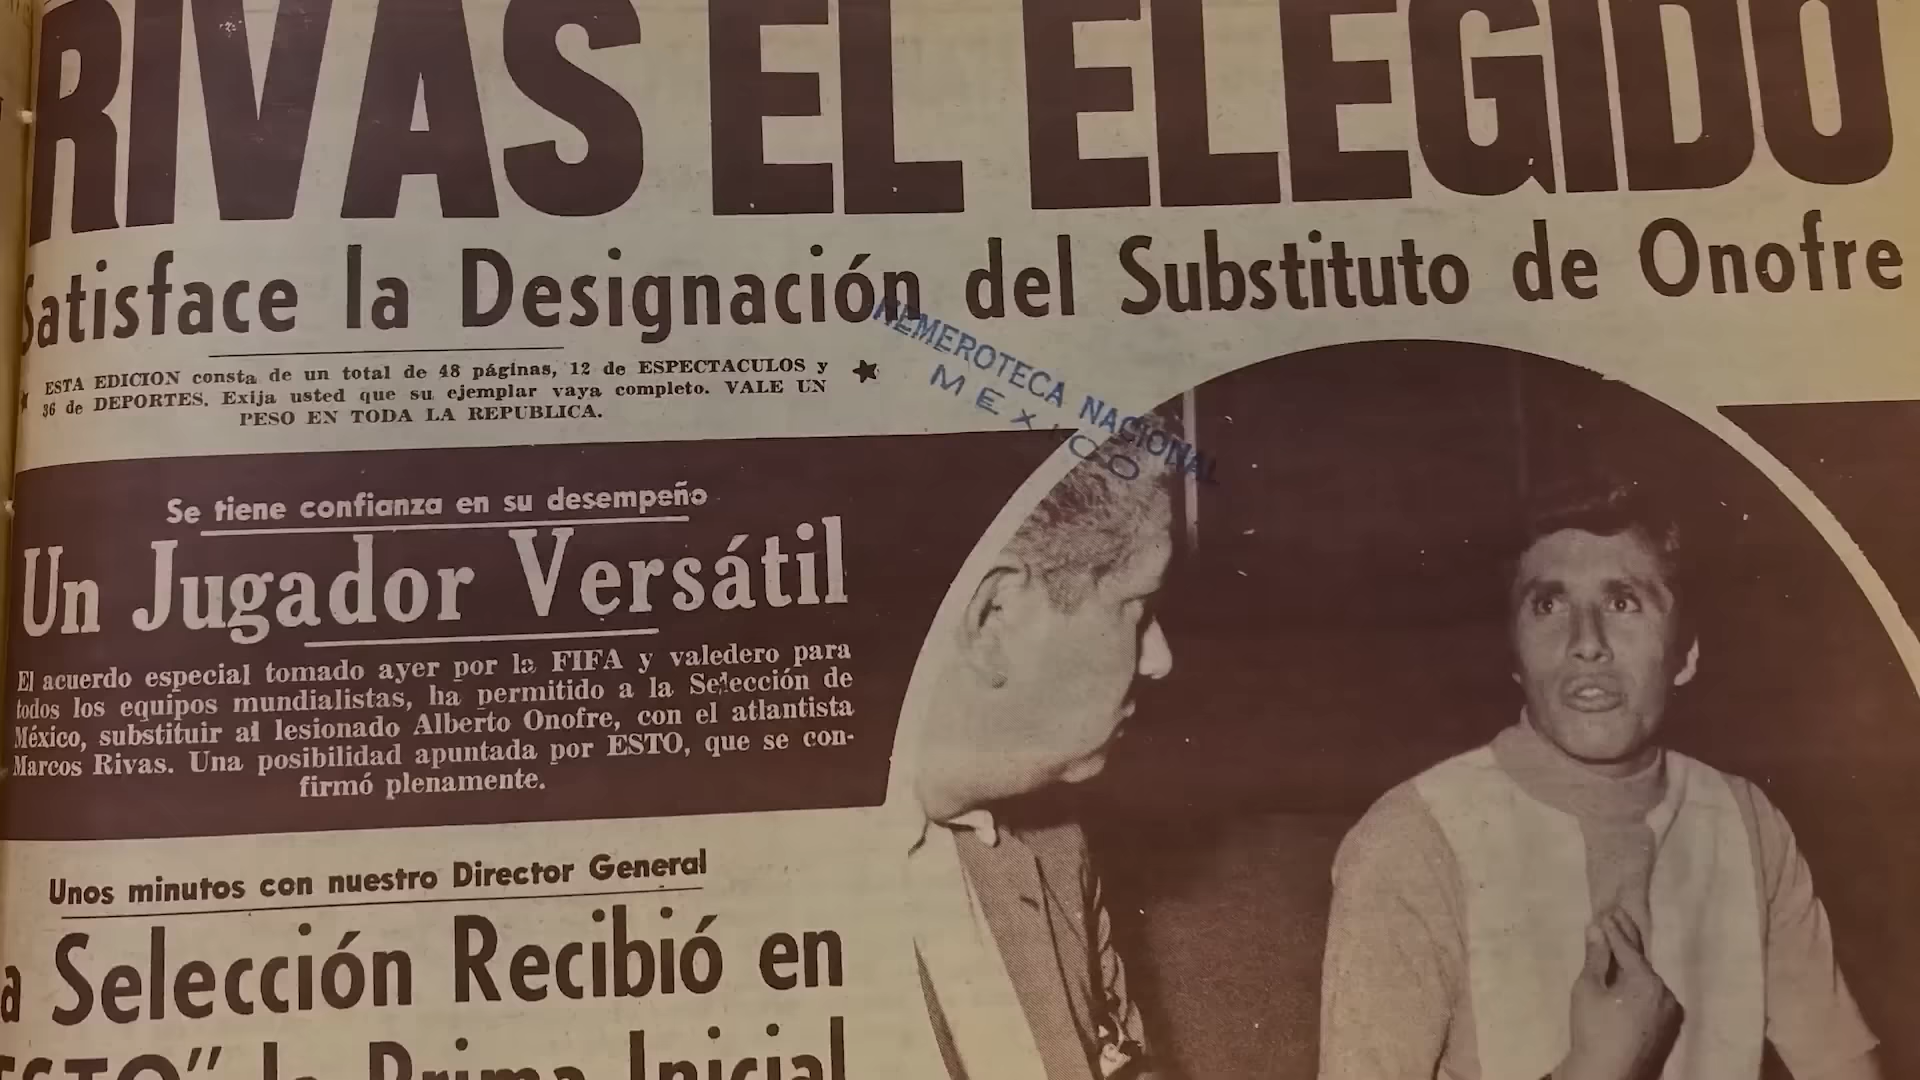 RIVAS EL ELEGIDO
Satisface la Designación del Substituto de Onofre
ESTA EDICION consta de un total de 48 páginas, 12 de ESPECTACULOS y
36 de DEPORTES. Exija usted que su ejemplar vaya completo. VALE UN
PESO EN TODA LA REPUBLICA.
HEMEROTECA NACIONAL
MEXICO
Se tiene confianza en su desempeño
Un Jugador Versátil
El acuerdo especial tomado ayer por la FIFA y valedero para
todos los equipos mundialistas, ha permitido a la Selección de
México, substituir al lesionado Alberto Onofre, con el atlantista
Marcos Rivas. Una posibilidad apuntada por ESTO, que se con-
firmó plenamente.
Unos minutos con nuestro Director General
a Selección Recibió en
ESTO" la Prima Inicial